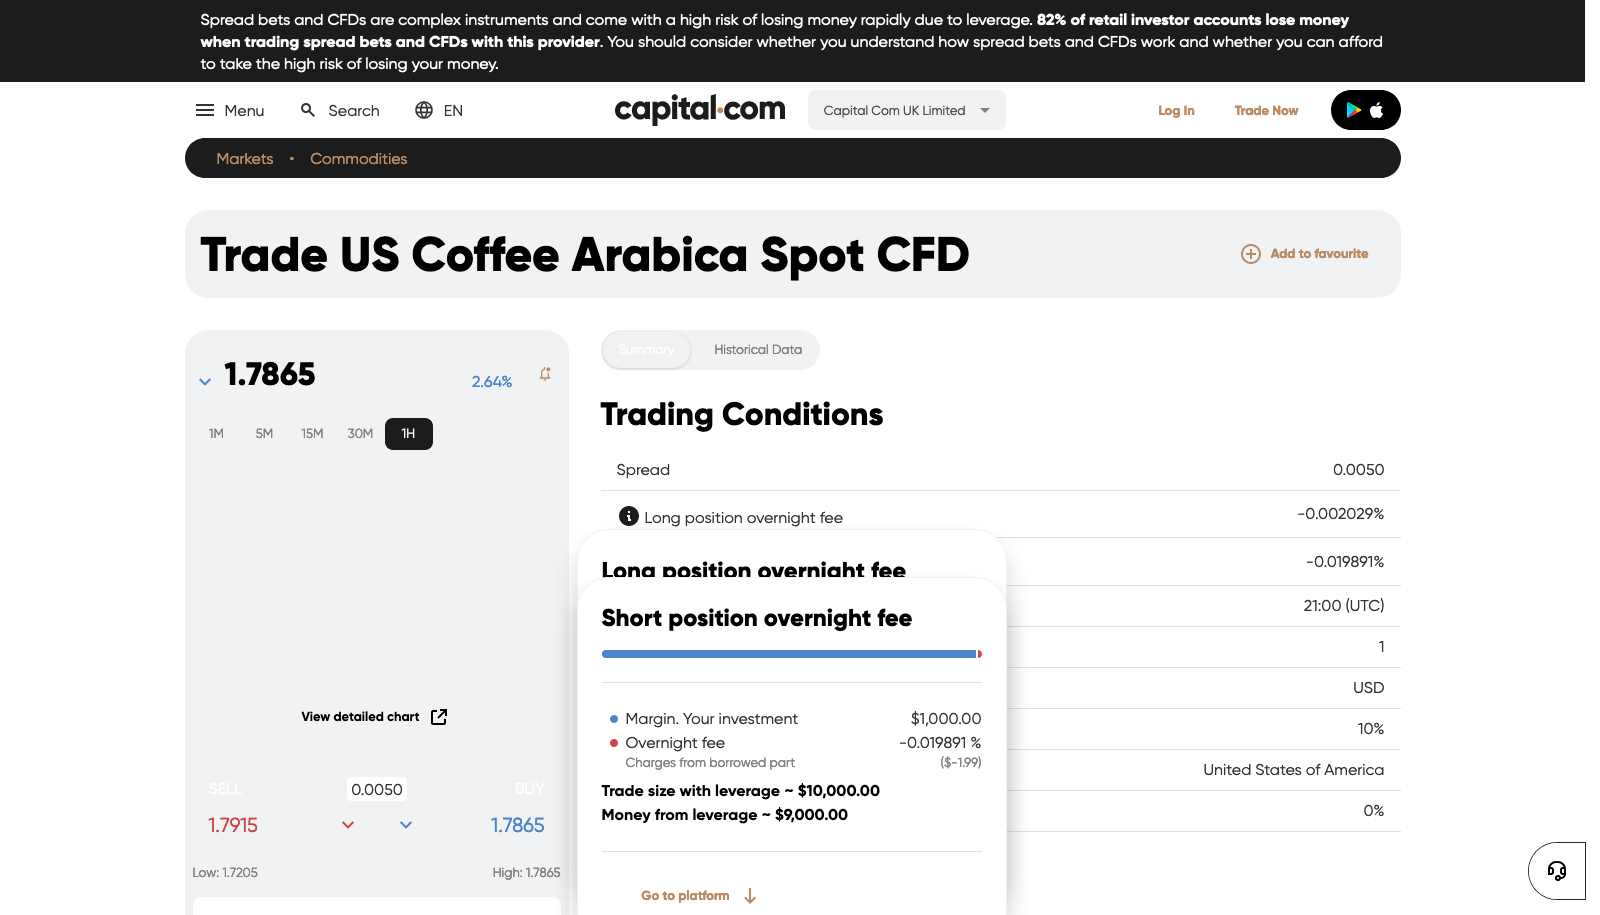 Spread bets and CFDs are complex instruments and come with a high risk of losing money rapidly due to leverage. 82% of retail investor accounts lose money
when trading spread bets and CFDs with this provider. You should consider whether you understand how spread bets and CFDs work and whether you can afford
to take the high risk of losing your money.
Menu Search EN capital.com Capital Com UK Limited Log In Trade Now
Markets • Commodities
Trade US Coffee Arabica Spot CFD Add to favourite
1.7865 2.64%
1M 5M 15M 30M 1H
View detailed chart
SELL 0.0050 BUY
1.7915 1.7865
Low: 1.7205 High: 1.7865
Summary Historical Data
Trading Conditions
Spread 0.0050
Long position overnight fee -0.002029%
-0.019891%
21:00 (UTC)
1
USD
10%
United States of America
0%
Long position overnight fee
Short position overnight fee
Margin. Your investment $1,000.00
Overnight fee -0.019891 %
Charges from borrowed part ($-1.99)
Trade size with leverage ~ $10,000.00
Money from leverage ~ $9,000.00
Go to platform